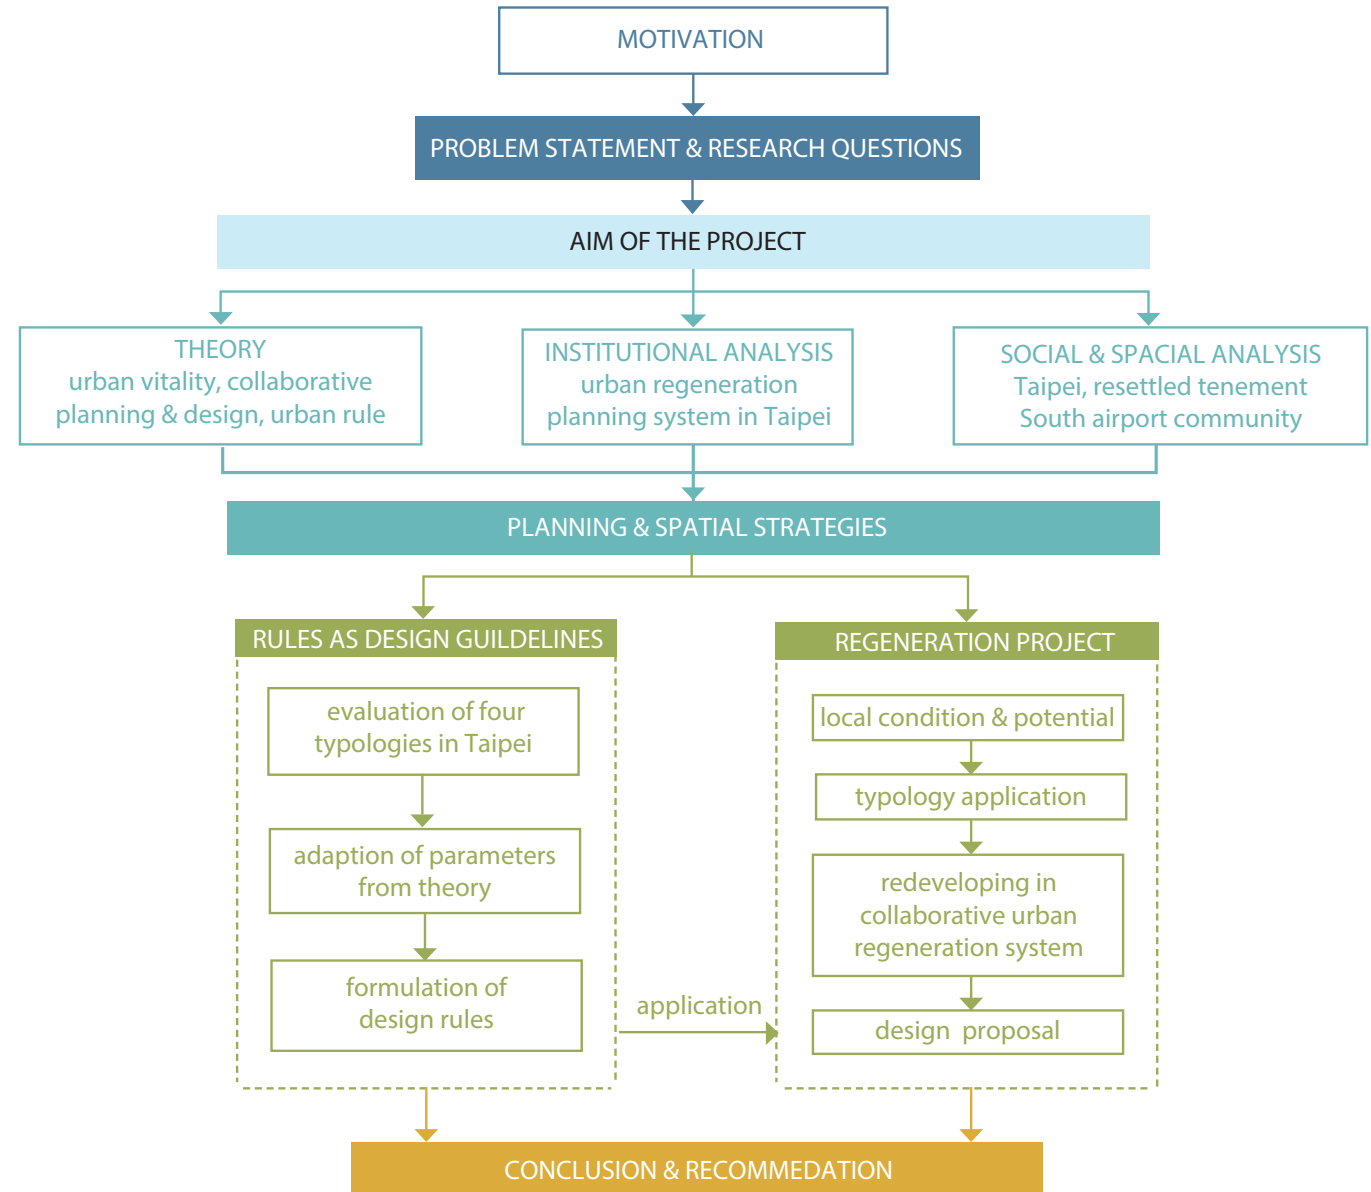 MOTIVATION
PROBLEM STATEMENT & RESEARCH QUESTIONS
AIM OF THE PROJECT
THEORY
urban vitality, collaborative
planning & design, urban rule
INSTITUTIONAL ANALYSIS
urban regeneration
planning system in Taipei
SOCIAL & SPACIAL ANALYSIS
Taipei, resettled tenement
South airport community
PLANNING & SPATIAL STRATEGIES
RULES AS DESIGN GUILDELINES
evaluation of four
typologies in Taipei
adaption of parameters
from theory
formulation of
design rules
application
REGENERATION PROJECT
local condition & potential
typology application
redeveloping in
collaborative urban
regeneration system
design proposal
CONCLUSION & RECOMMEDATION